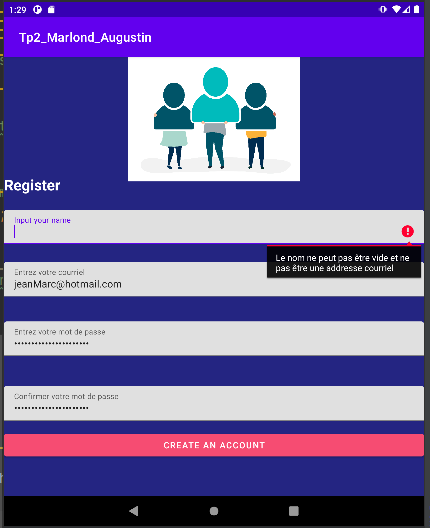 1:29
Tp2_Marlond_Augustin
Register
Input your name
Le nom ne peut pas être vide et ne
pas être une addresse courriel
Entrez votre courriel
jeanMarc@hotmail.com
Entrez votre mot de passe
Confirmer votre mot de passe
CREATE AN ACCOUNT